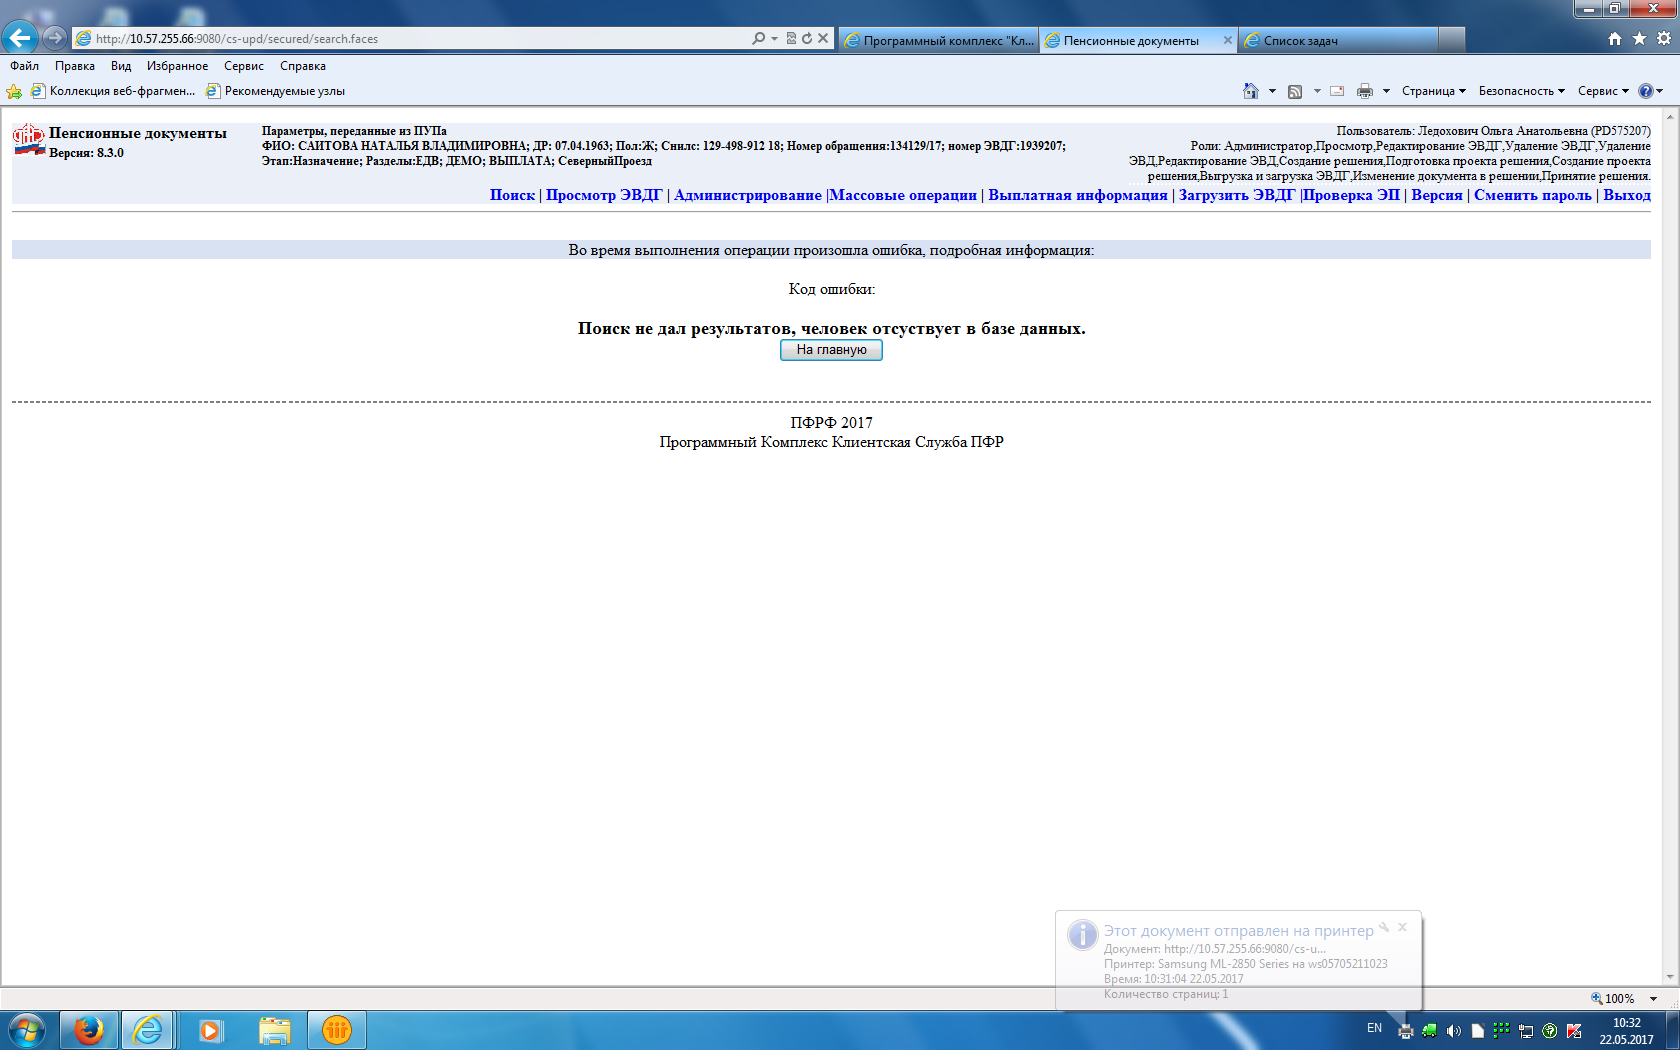 http://10.57.255.66:9080/cs-upd/secured/search.faces
Программный комплекс "Кл...
Пенсионные документы
Список задач
Файл Правка Вид Избранное Сервис Справка
Коллекция веб-фрагмен... Рекомендуемые узлы
Страница Безопасность Сервис
Пенсионные документы
Версия: 8.3.0
Параметры, переданные из ПУПа
ФИО: САИТОВА НАТАЛЬЯ ВЛАДИМИРОВНА; ДР: 07.04.1963; Пол:Ж; Снилс: 129-498-912 18; Номер обращения:134129/17; номер ЭВДГ:1939207;
Этап:Назначение; Разделы:ЕДВ; ДЕМО; ВЫПЛАТА; СеверныйПроезд
Пользователь: Ледохович Ольга Анатольевна (PD575207)
Роли: Администратор,Просмотр,Редактирование ЭВДГ,Удаление ЭВДГ,Удаление
ЭВД,Редактирование ЭВД,Создание решения,Подготовка проекта решения,Создание проекта
решения,Выгрузка и загрузка ЭВДГ,Изменение документа в решении,Принятие решения.
Поиск | Просмотр ЭВДГ | Администрирование |Массовые операции | Выплатная информация | Загрузить ЭВДГ |Проверка ЭП | Версия | Сменить пароль | Выход
Во время выполнения операции произошла ошибка, подробная информация:
Код ошибки:
Поиск не дал результатов, человек отсуствует в базе данных.
На главную
ПФРФ 2017
Программный Комплекс Клиентская Служба ПФР
Этот документ отправлен на принтер
Документ: http://10.57.255.66:9080/cs-u...
Принтер: Samsung ML-2850 Series на ws05705211023
Время: 10:31:04 22.05.2017
Количество страниц: 1
100%
EN
10:32
22.05.2017